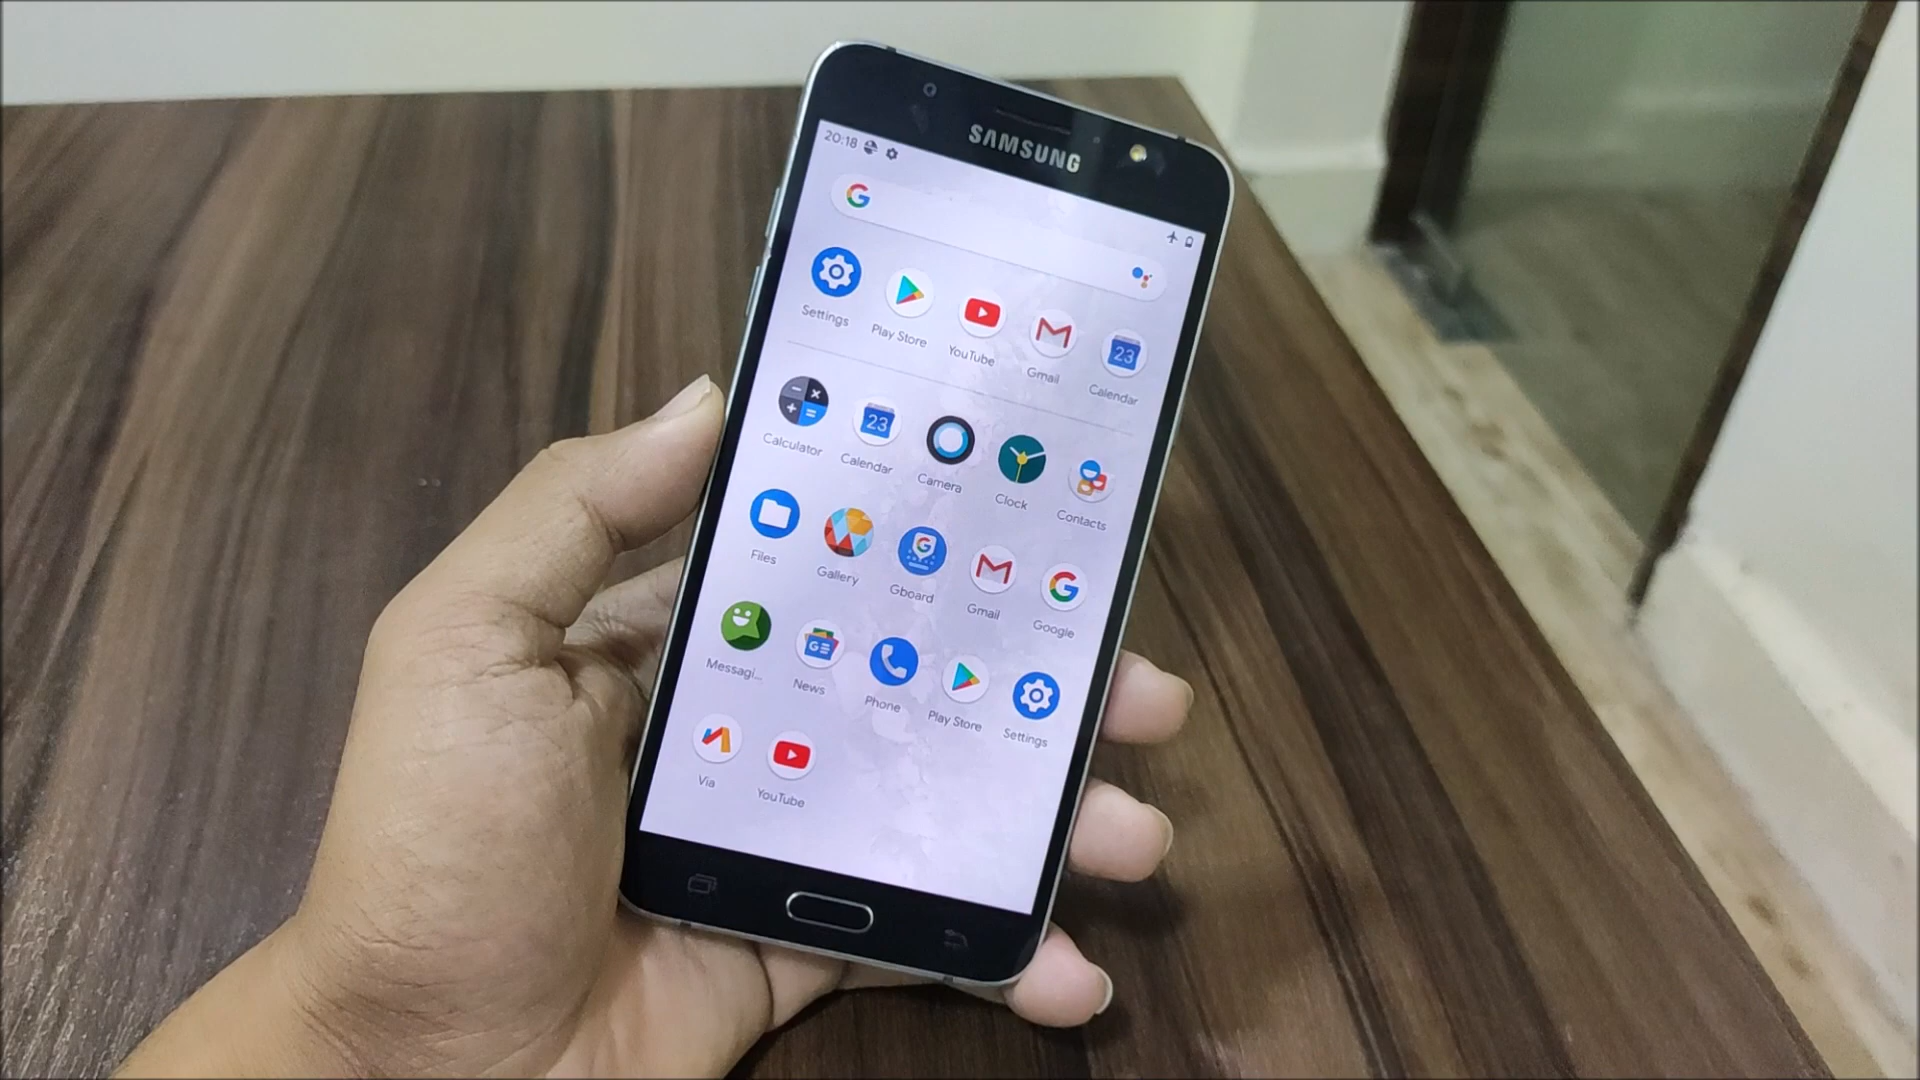 SAMSUNG
20:18
G
Settings
Play Store
YouTube
Gmail
Calendar
23
Calculator
Calendar
23
Camera
Clock
Contacts
Files
Gallery
Gboard
G
Gmail
Google
G
Messagi...
News
G
Phone
Play Store
Settings
Via
YouTube